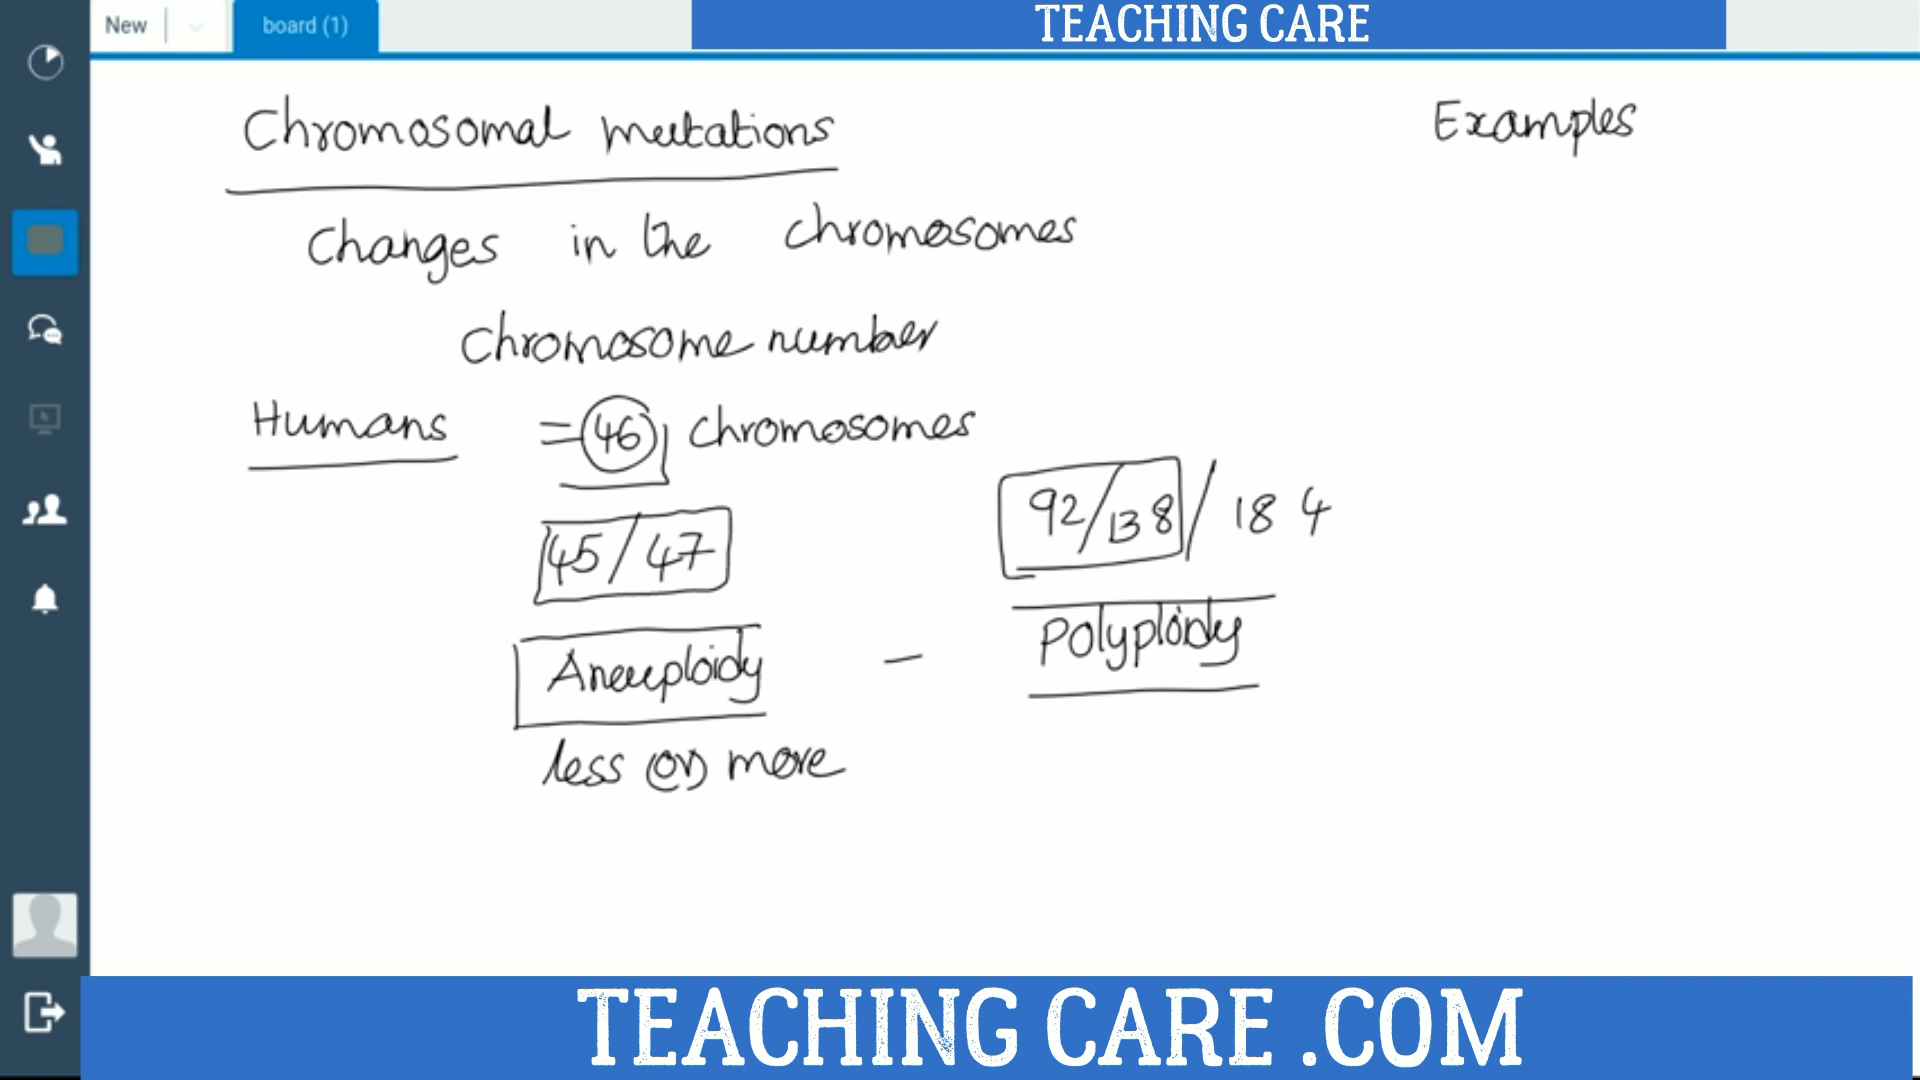 New
board (1)
TEACHING CARE
Chromosomal mutations
Examples
Changes in the chromosomes
Chromosome number
Humans = 46 chromosomes
45/47
92/138/184
Aneuploidy - Polyploidy
less (or) more
TEACHING CARE .COM